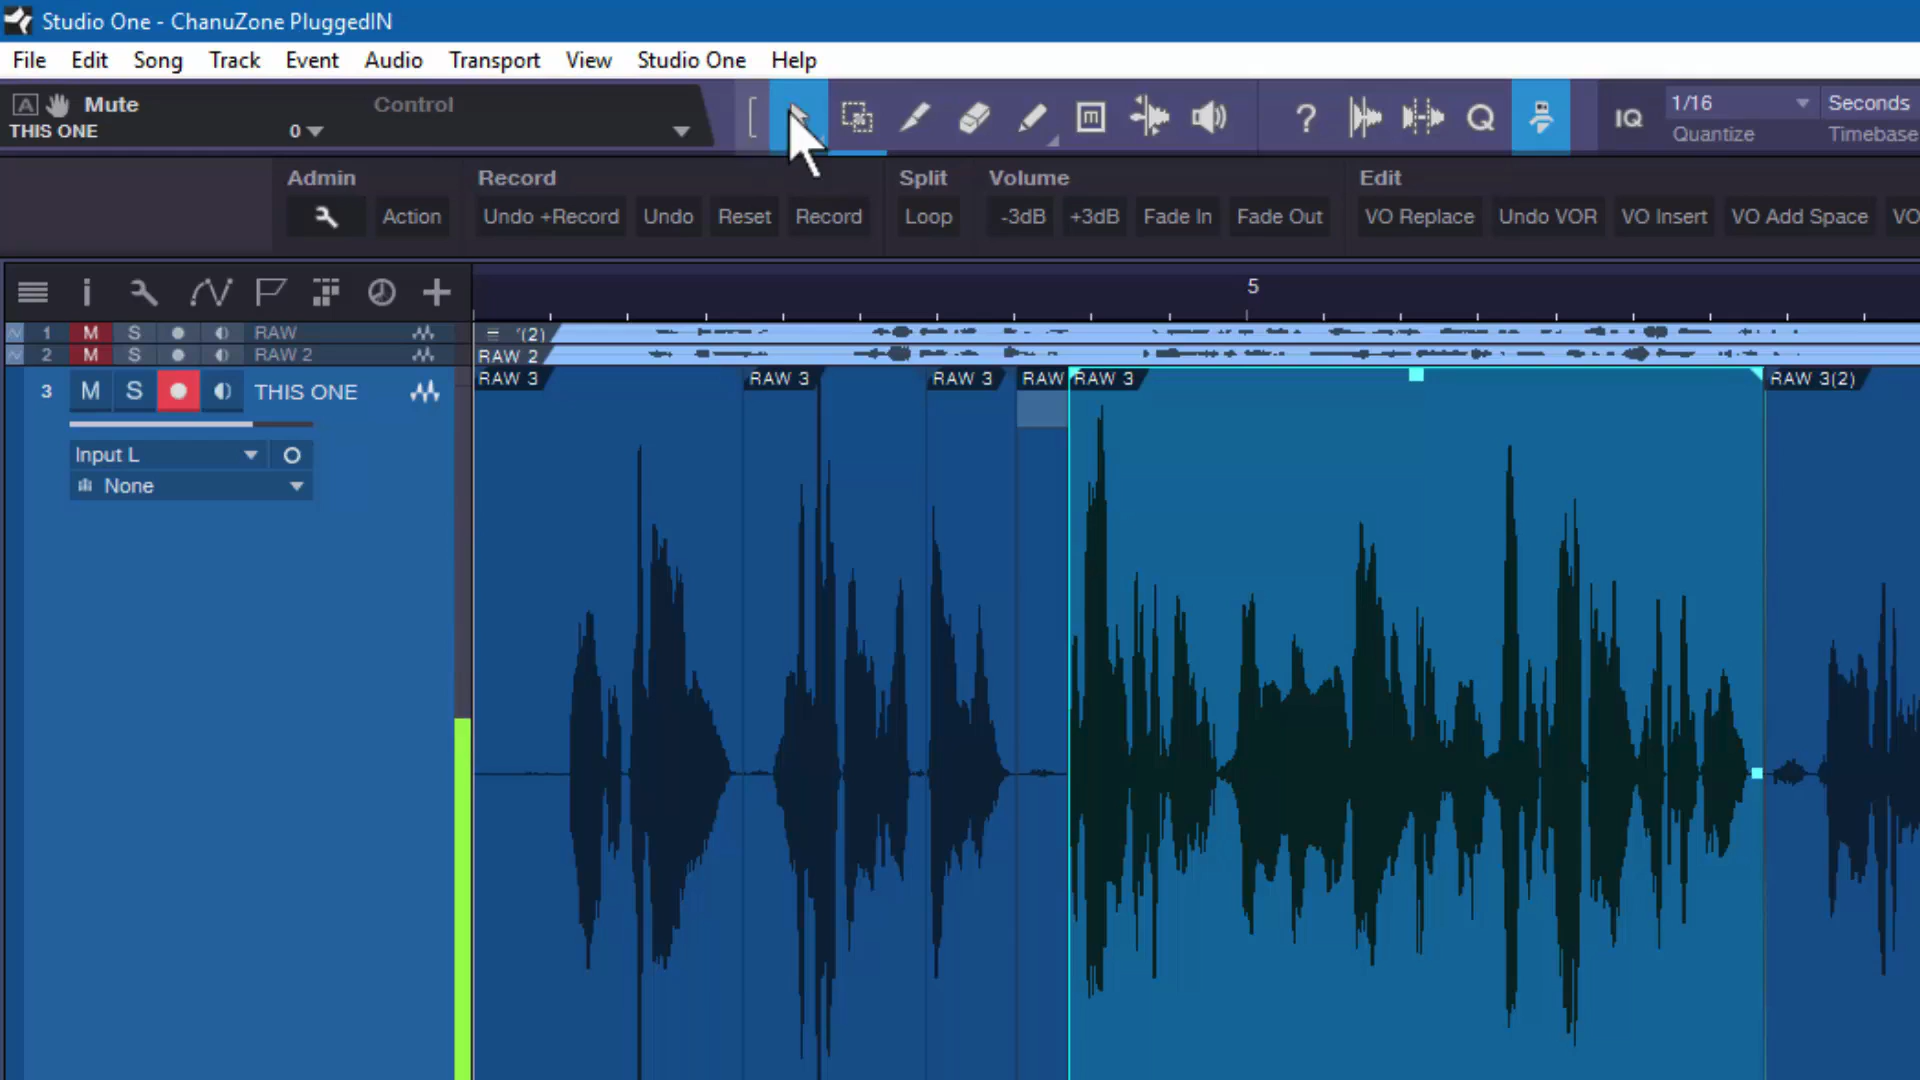 Studio One - ChanuZone PluggedIN
File Edit Song Track Event Audio Transport View Studio One Help
A Mute Control
THIS ONE 0
? Q IQ 1/16 Seconds
Quantize Timebase
Admin Record Split Volume Edit
Action Undo +Record Undo Reset Record Loop -3dB +3dB Fade In Fade Out VO Replace Undo VOR VO Insert VO Add Space VO
5
1 M S RAW (2)
2 M S RAW 2 RAW 2
RAW 3 RAW 3 RAW 3 RAW RAW 3 RAW 3(2)
3 M S THIS ONE
Input L
None